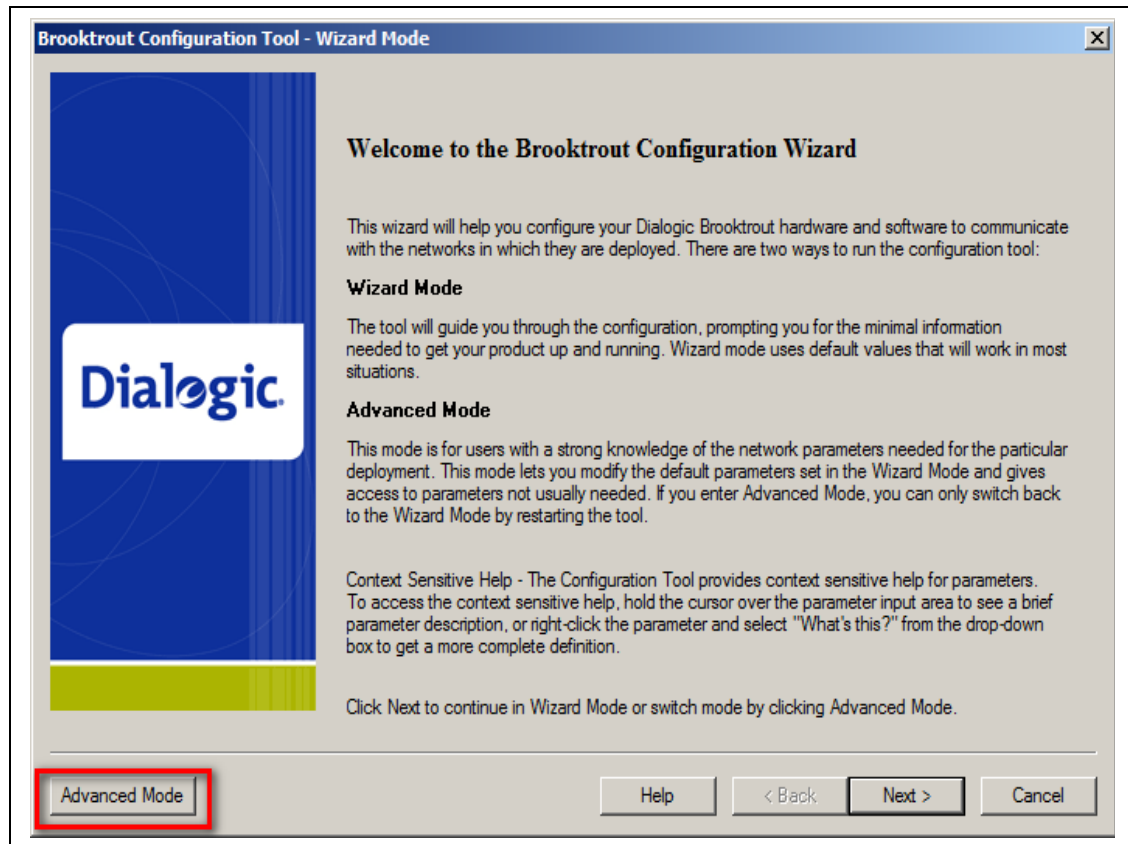 Brooktrout Configuration Tool - Wizard Mode
Welcome to the Brooktrout Configuration Wizard
This wizard will help you configure your Dialogic Brooktrout hardware and software to communicate
with the networks in which they are deployed. There are two ways to run the configuration tool:
Wizard Mode
The tool will guide you through the configuration, prompting you for the minimal information
needed to get your product up and running. Wizard mode uses default values that will work in most
situations.
Dialogic.
Advanced Mode
This mode is for users with a strong knowledge of the network parameters needed for the particular
deployment. This mode lets you modify the default parameters set in the Wizard Mode and gives
access to parameters not usually needed. If you enter Advanced Mode, you can only switch back
to the Wizard Mode by restarting the tool.
Context Sensitive Help - The Configuration Tool provides context sensitive help for parameters.
To access the context sensitive help, hold the cursor over the parameter input area to see a brief
parameter description, or right-click the parameter and select "What's this?" from the drop-down
box to get a more complete definition.
Click Next to continue in Wizard Mode or switch mode by clicking Advanced Mode.
Advanced Mode
Help
< Back
Next >
Cancel